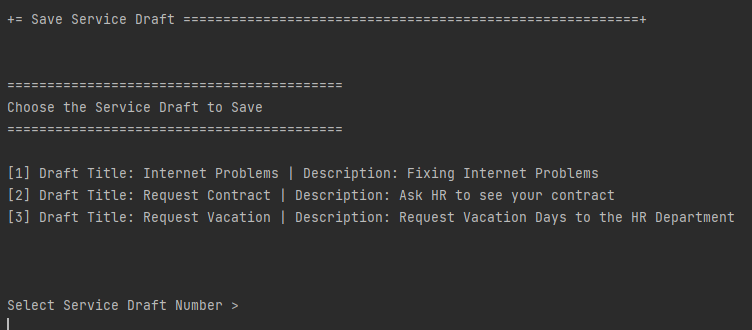 += Save Service Draft =========================================================+
==========================================
Choose the Service Draft to Save
==========================================
[1] Draft Title: Internet Problems | Description: Fixing Internet Problems
[2] Draft Title: Request Contract | Description: Ask HR to see your contract
[3] Draft Title: Request Vacation | Description: Request Vacation Days to the HR Department
Select Service Draft Number >